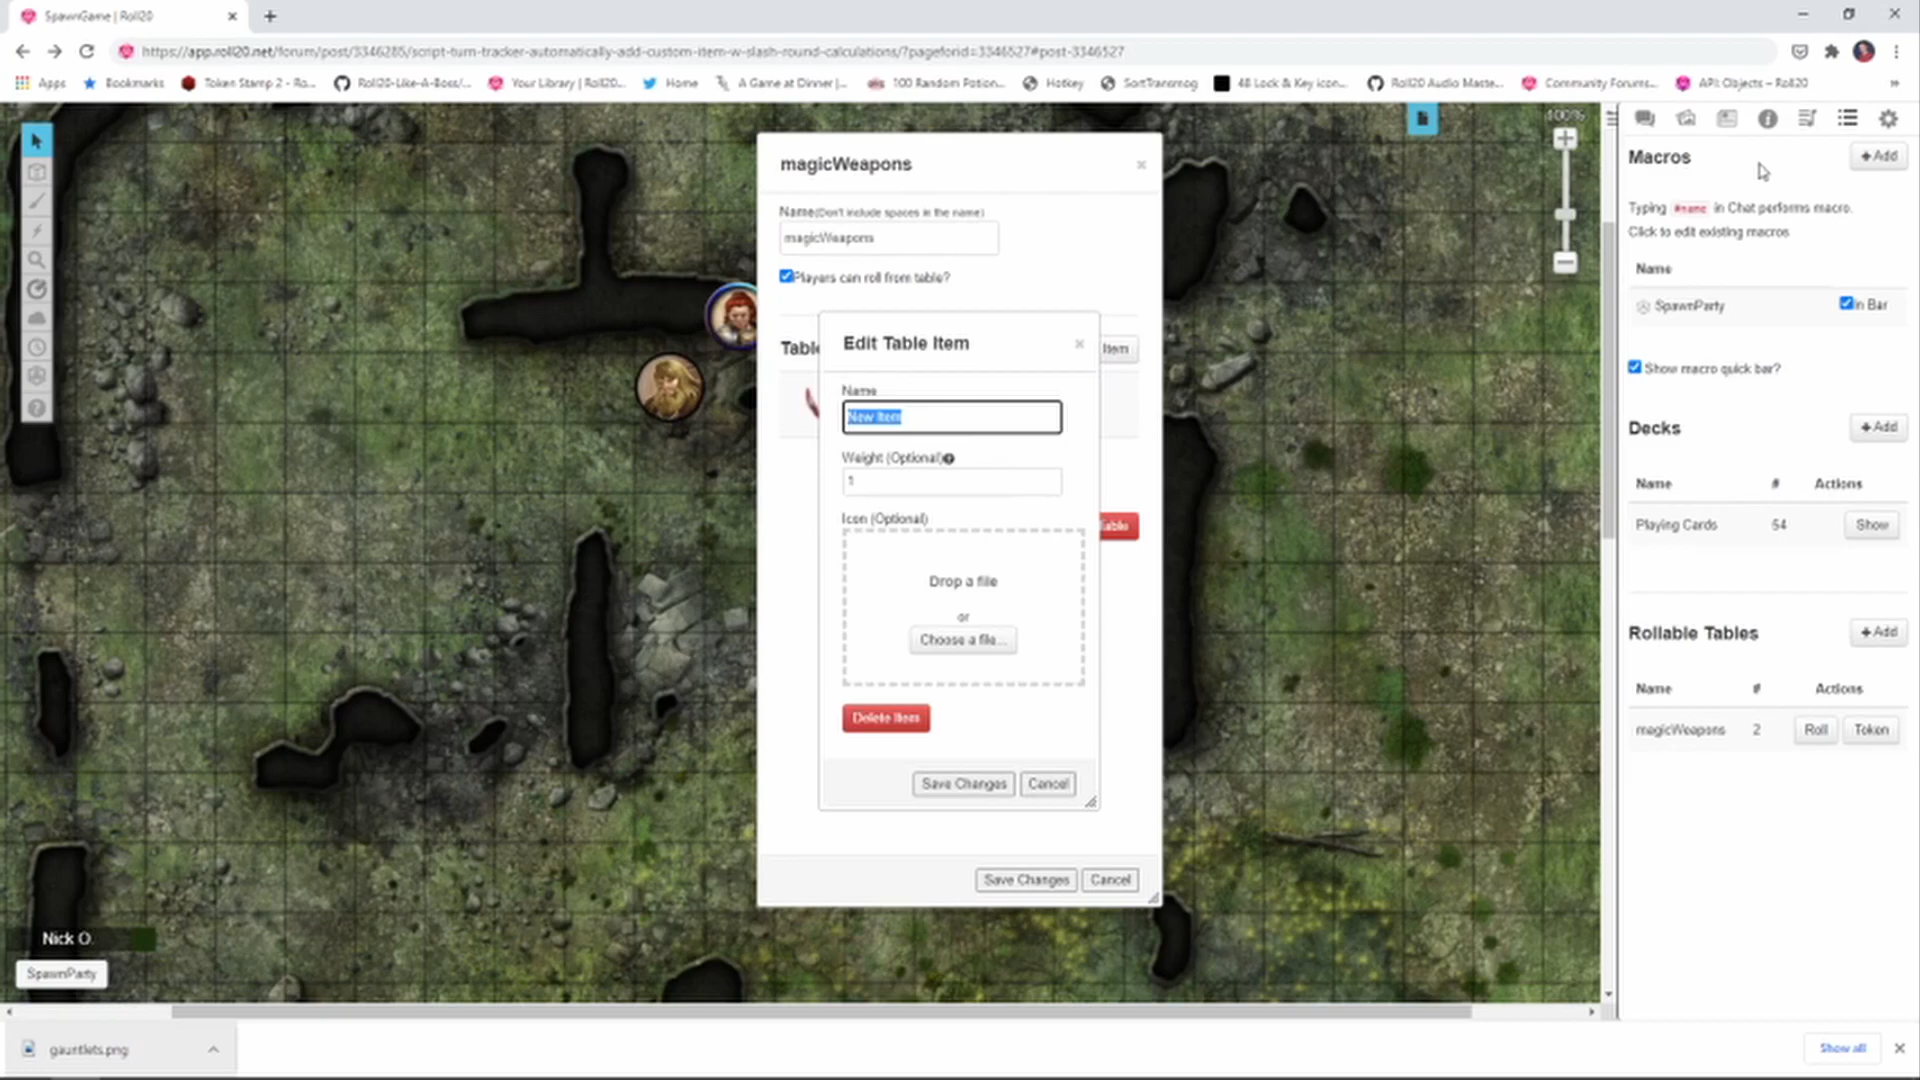 SpawnGame | Roll20
https://app.roll20.net/forum/post/3346285/script-turn-tracker-automatically-add-custom-item-w-slash-round-calculations/?pageforid=3346527#post-3346527
Apps
Bookmarks
Token Stamp 2 - Ro...
Roll20-Like-A-Boss/...
Your Library | Roll20...
Home
A Game at Dinner |...
100 Random Potion...
Hotkey
SortTransmog
48 Lock & Key icon...
Roll20 Audio Maste...
Community Forums...
API: Objects – Roll20
»
100%
magicWeapons
Name(Don't include spaces in the name)
magicWeapons
Players can roll from table?
Table
Item
Table
Edit Table Item
Name
New Item
Weight (Optional)
1
Icon (Optional)
Drop a file
or
Choose a file...
Delete Item
Save Changes
Cancel
Save Changes
Cancel
Macros
+Add
Typing #name in Chat performs macro.
Click to edit existing macros
Name
SpawnParty
In Bar
Show macro quick bar?
Decks
+Add
Name # Actions
Playing Cards 54 Show
Rollable Tables
+Add
Name # Actions
magicWeapons 2 Roll Token
Nick O.
SpawnParty
gauntlets.png
Show all